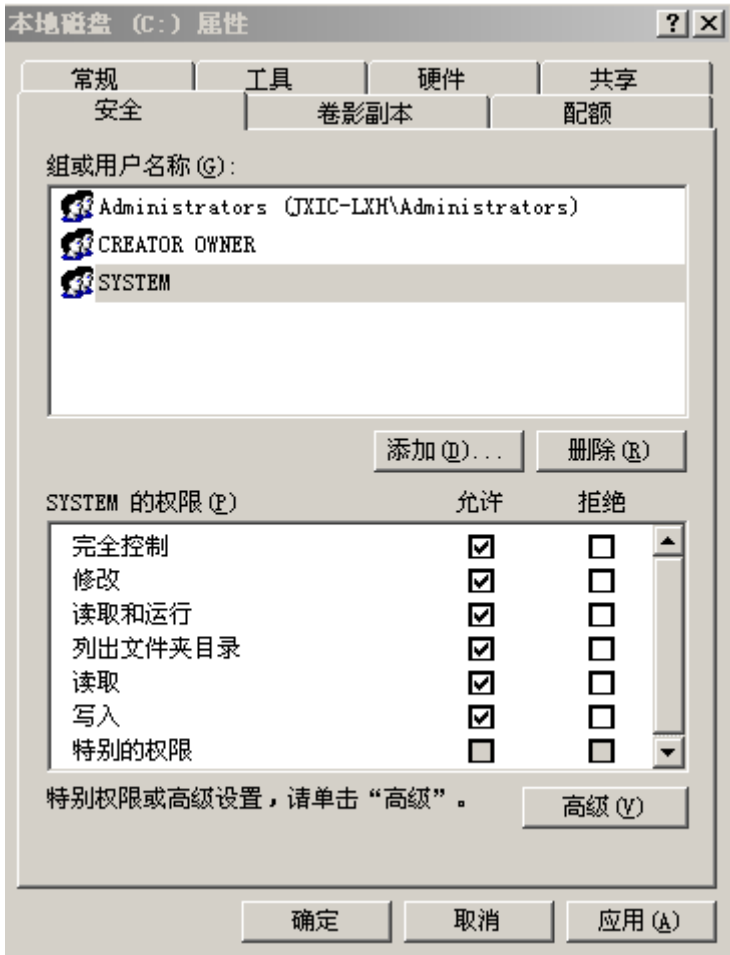 本地磁盘 (C:) 属性
常规 工具 硬件 共享
安全 卷影副本 配额
组或用户名称(G):
Administrators (JXIC-LXH\Administrators)
CREATOR OWNER
SYSTEM
添加(D)... 删除(R)
SYSTEM 的权限(P) 允许 拒绝
完全控制
修改
读取和运行
列出文件夹目录
读取
写入
特别的权限
特别权限或高级设置，请单击“高级”。 高级(V)
确定 取消 应用(A)